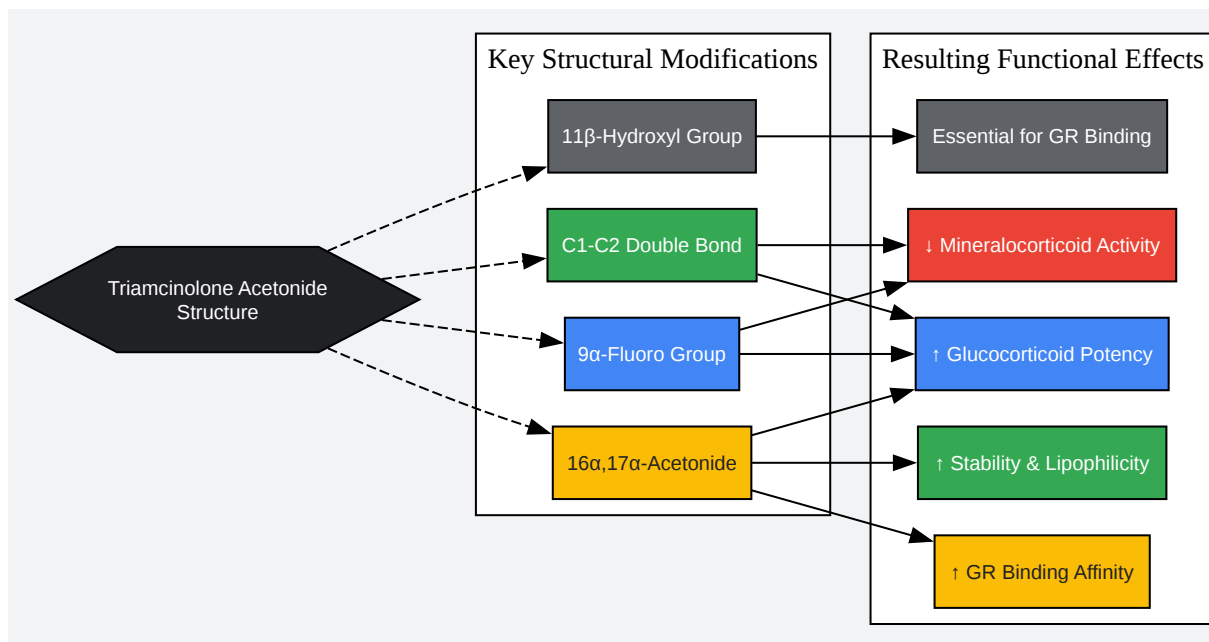 Triamcinolone Acetonide
Structure
Key Structural Modifications
11β-Hydroxyl Group
C1-C2 Double Bond
9α-Fluoro Group
16α,17α-Acetonide
Resulting Functional Effects
Essential for GR Binding
↓ Mineralocorticoid Activity
↑ Glucocorticoid Potency
↑ Stability & Lipophilicity
↑ GR Binding Affinity